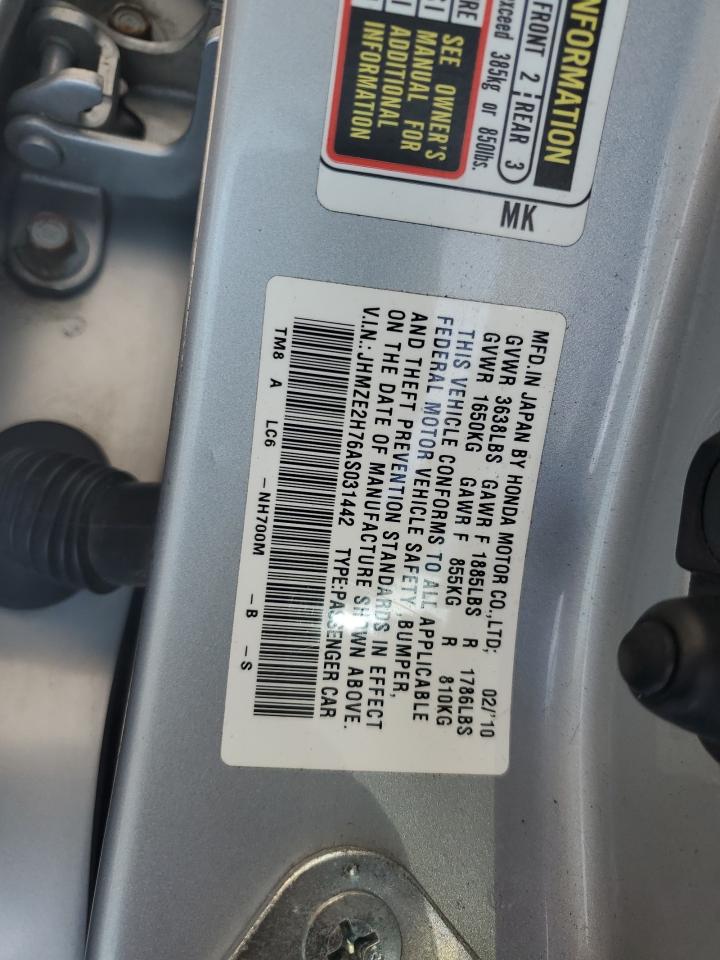 INFORMATION
FRONT 2 REAR 3
xceed 385kg or 850lbs.
SEE OWNER'S
MANUAL FOR
ADDITIONAL
INFORMATION
MK
MFD.IN JAPAN BY HONDA MOTOR CO.,LTD; 02/'10
GVWR 3638LBS GAWR F 1885LBS R 1786LBS
GVWR 1650KG GAWR F 855KG R 810KG
THIS VEHICLE CONFORMS TO ALL APPLICABLE
FEDERAL MOTOR VEHICLE SAFETY, BUMPER,
AND THEFT PREVENTION STANDARDS IN EFFECT
ON THE DATE OF MANUFACTURE SHOWN ABOVE.
V.I.N.: JHMZE2H76AS031442 TYPE:PASSENGER CAR
TM8 A LC6 -NH700M -B -S